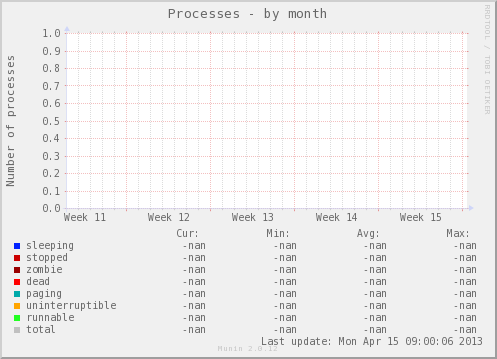 Processes - by month
RRDTOOL / TOBI OETIKER
Number of processes
1.0
0.9
0.8
0.7
0.6
0.5
0.4
0.3
0.2
0.1
0.0
Week 11 Week 12 Week 13 Week 14 Week 15
Cur: Min: Avg: Max:
sleeping -nan -nan -nan -nan
stopped -nan -nan -nan -nan
zombie -nan -nan -nan -nan
dead -nan -nan -nan -nan
paging -nan -nan -nan -nan
uninterruptible -nan -nan -nan -nan
runnable -nan -nan -nan -nan
total -nan -nan -nan -nan
Last update: Mon Apr 15 09:00:06 2013
Munin 2.0.12